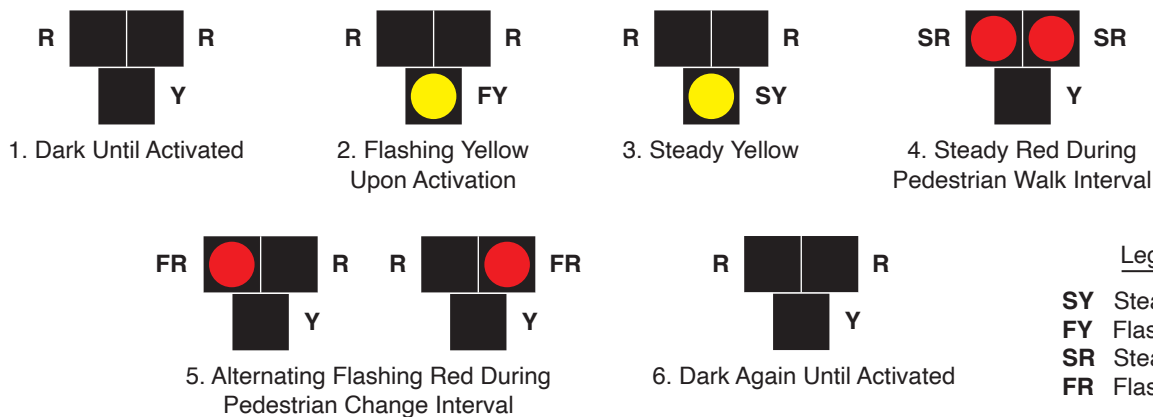 R R
Y
1. Dark Until Activated
R R
FY
2. Flashing Yellow
Upon Activation
R R
SY
3. Steady Yellow
SR SR
Y
4. Steady Red During
Pedestrian Walk Interval
FR R
Y
R FR
Y
5. Alternating Flashing Red During
Pedestrian Change Interval
R R
Y
6. Dark Again Until Activated
SY
FY
SR
FR